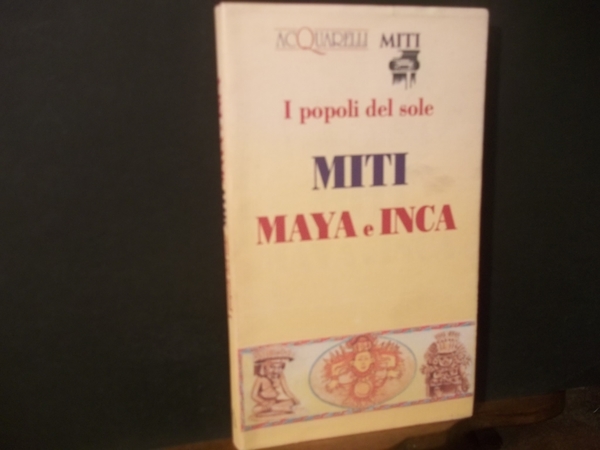 ACQUARELLI MITI
I popoli del sole
MITI
MAYA e INCA